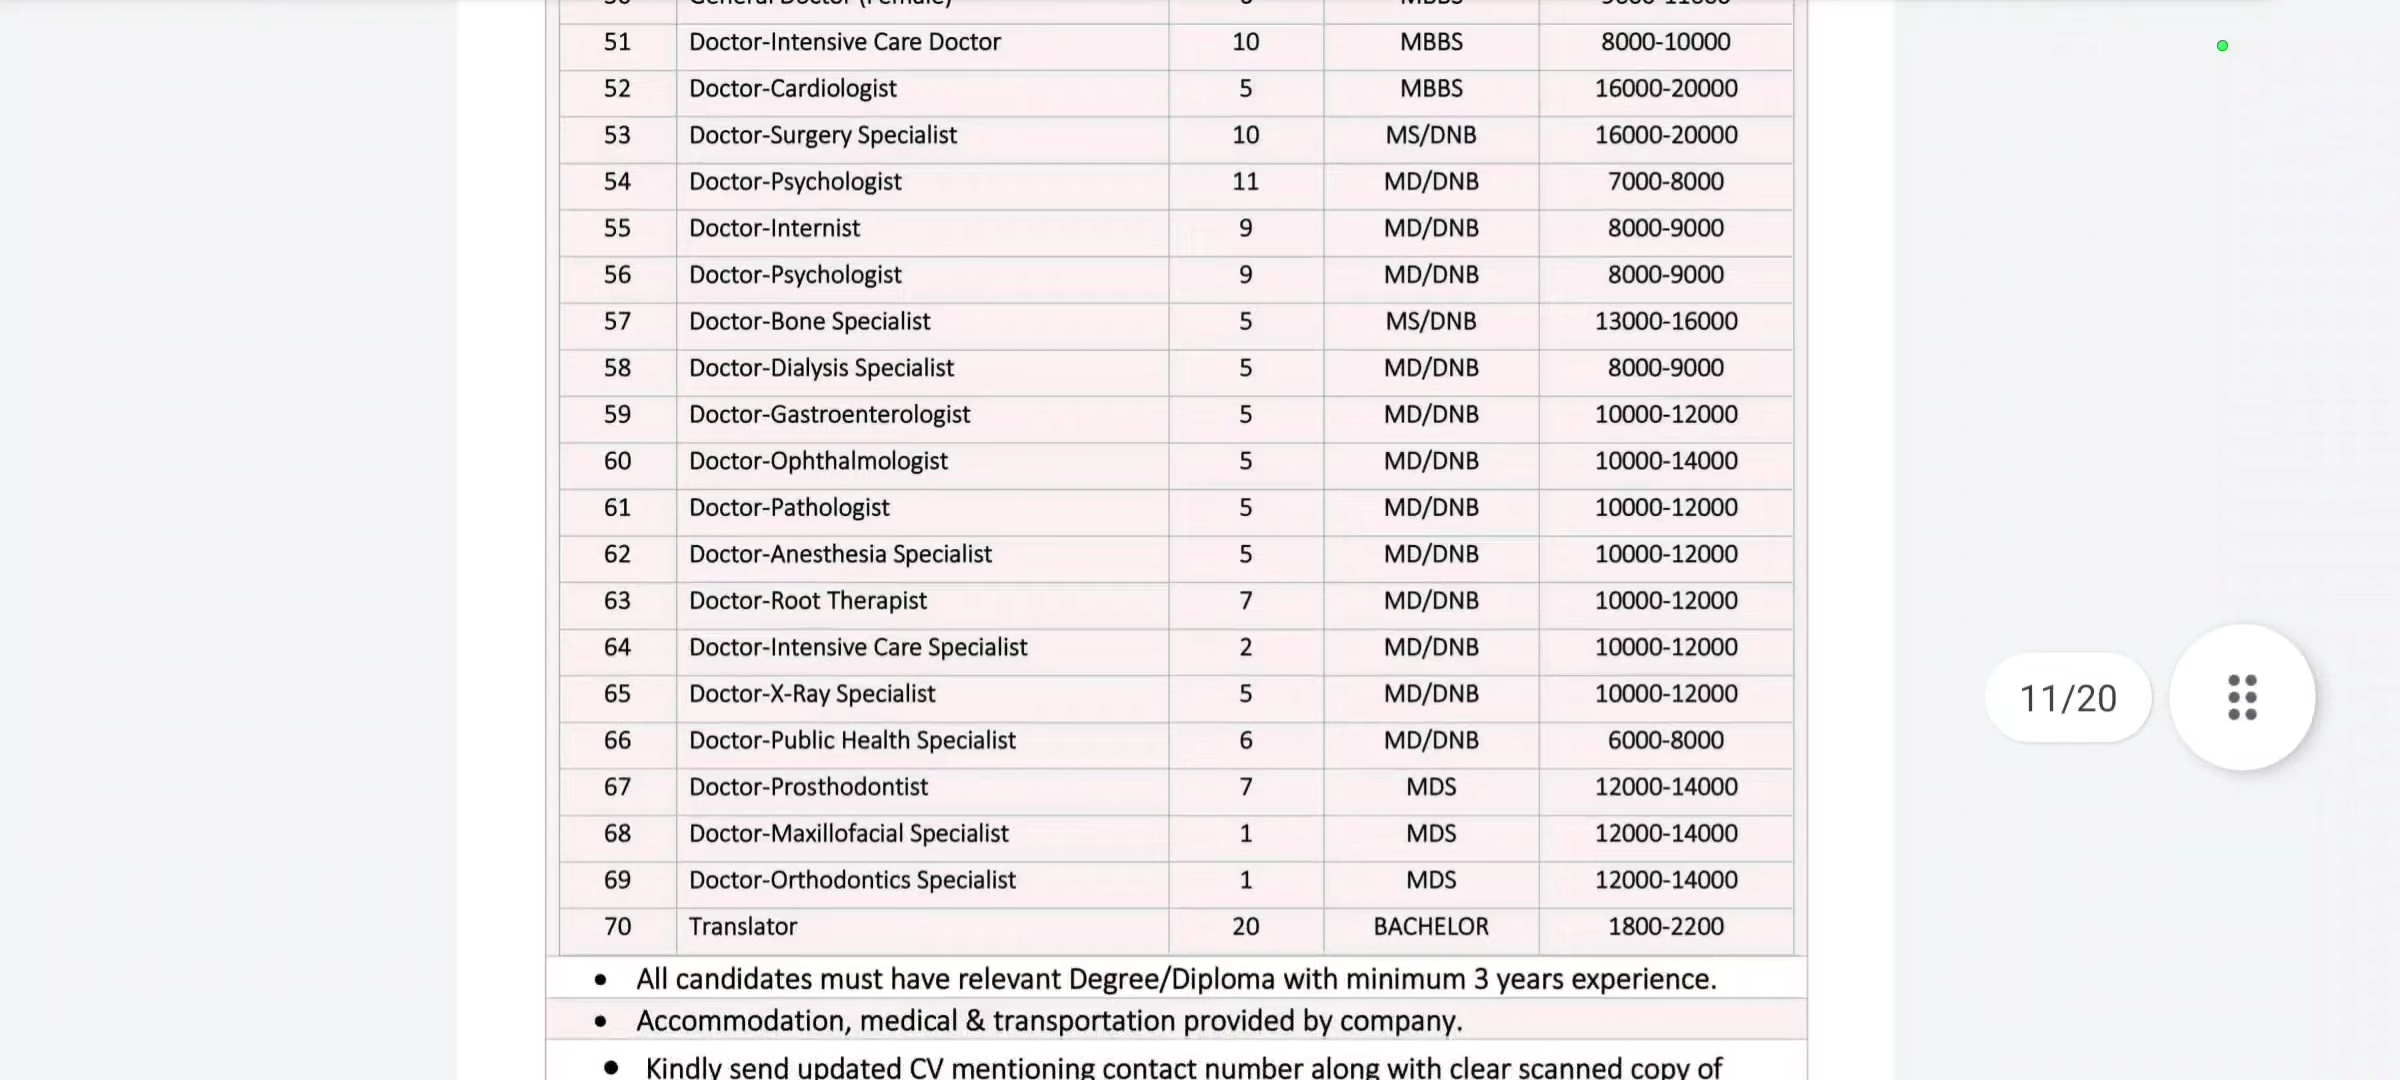 50 General Doctor (Female) MBBS 9000-11000
51 Doctor-Intensive Care Doctor 10 MBBS 8000-10000
52 Doctor-Cardiologist 5 MBBS 16000-20000
53 Doctor-Surgery Specialist 10 MS/DNB 16000-20000
54 Doctor-Psychologist 11 MD/DNB 7000-8000
55 Doctor-Internist 9 MD/DNB 8000-9000
56 Doctor-Psychologist 9 MD/DNB 8000-9000
57 Doctor-Bone Specialist 5 MS/DNB 13000-16000
58 Doctor-Dialysis Specialist 5 MD/DNB 8000-9000
59 Doctor-Gastroenterologist 5 MD/DNB 10000-12000
60 Doctor-Ophthalmologist 5 MD/DNB 10000-14000
61 Doctor-Pathologist 5 MD/DNB 10000-12000
62 Doctor-Anesthesia Specialist 5 MD/DNB 10000-12000
63 Doctor-Root Therapist 7 MD/DNB 10000-12000
64 Doctor-Intensive Care Specialist 2 MD/DNB 10000-12000
65 Doctor-X-Ray Specialist 5 MD/DNB 10000-12000
66 Doctor-Public Health Specialist 6 MD/DNB 6000-8000
67 Doctor-Prosthodontist 7 MDS 12000-14000
68 Doctor-Maxillofacial Specialist 1 MDS 12000-14000
69 Doctor-Orthodontics Specialist 1 MDS 12000-14000
70 Translator 20 BACHELOR 1800-2200
• All candidates must have relevant Degree/Diploma with minimum 3 years experience.
• Accommodation, medical & transportation provided by company.
• Kindly send updated CV mentioning contact number along with clear scanned copy of
11/20